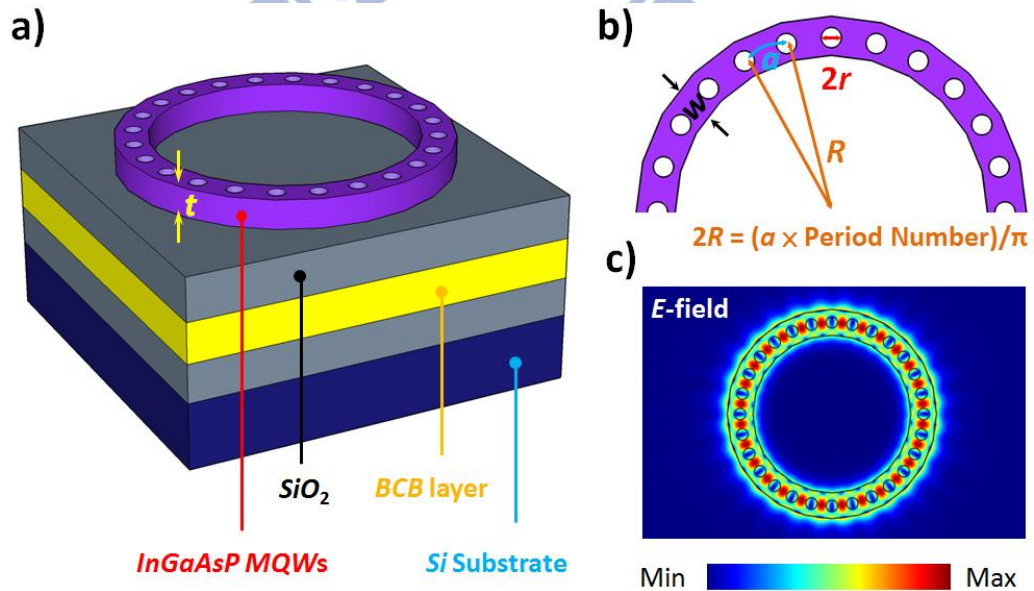 a)
t
SiO₂
BCB layer
InGaAsP MQWs
Si Substrate
b)
a
2r
w
R
2R = (a × Period Number)/π
c)
E-field
Min
Max